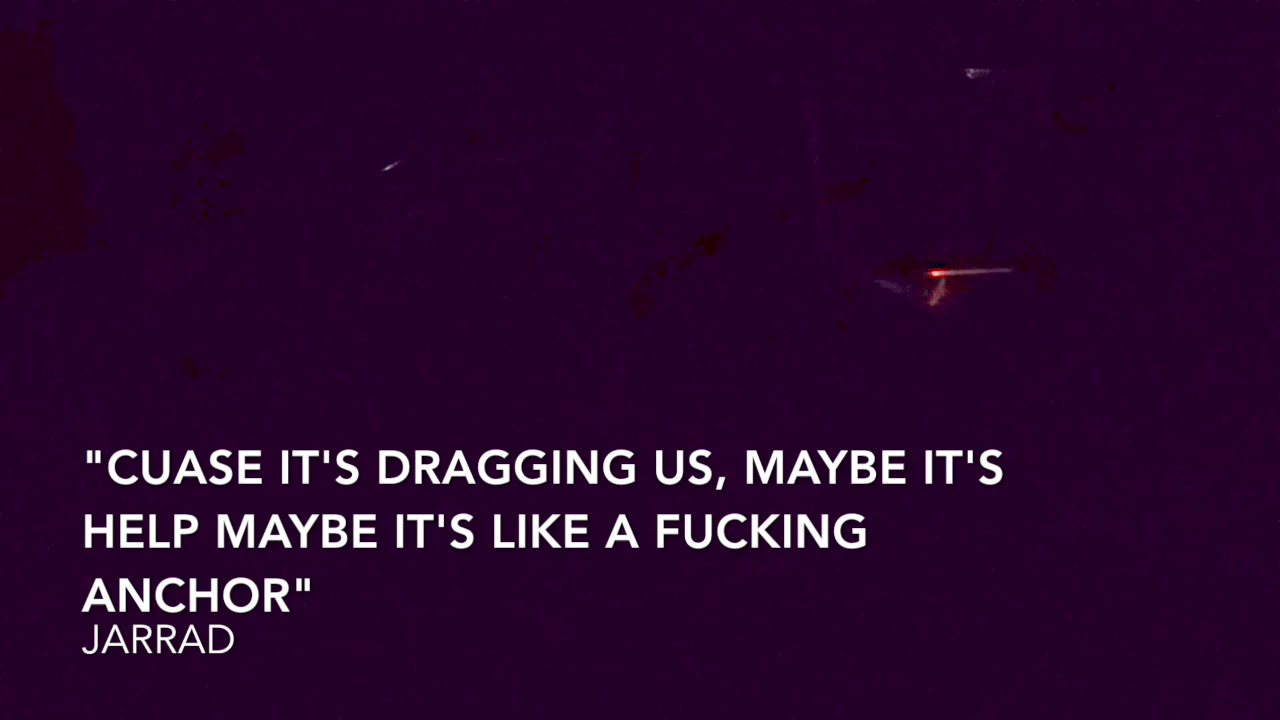 "CUASE IT'S DRAGGING US, MAYBE IT'S
HELP MAYBE IT'S LIKE A FUCKING
ANCHOR"
JARRAD